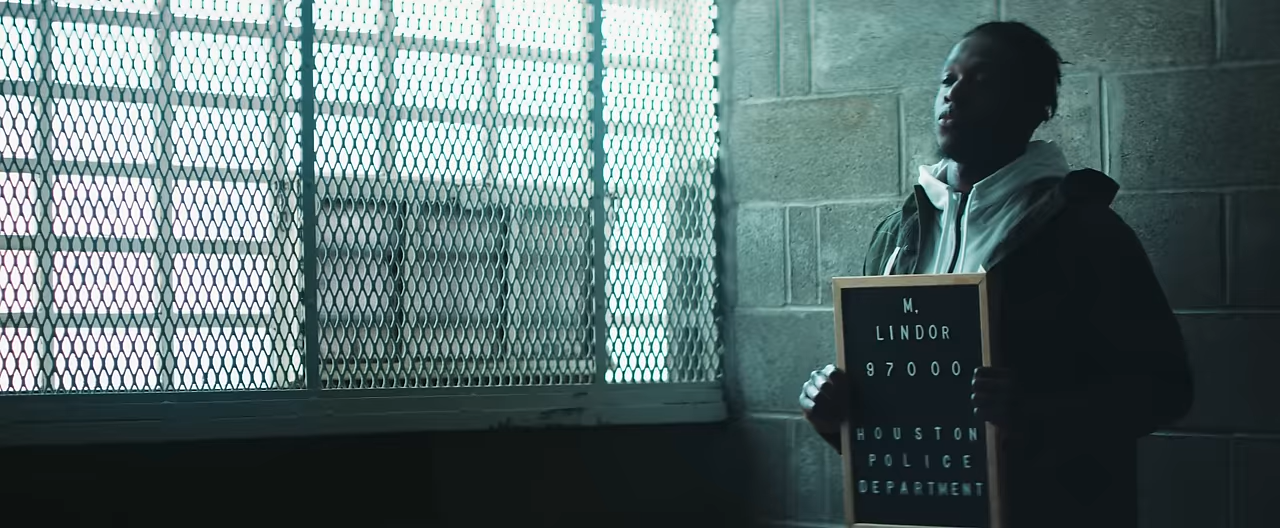 M.
LINDOR
97000
HOUSTON
POLICE
DEPARTMENT